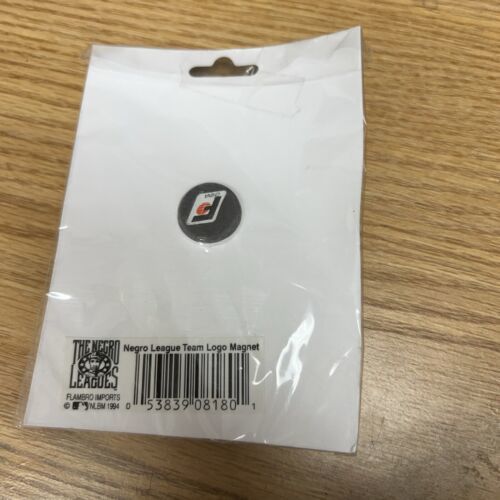 THE NEGRO
LEAGUES
FLAMBRO IMPORTS
© NLBM 1994
Negro League Team Logo Magnet
0 53839 08180 1